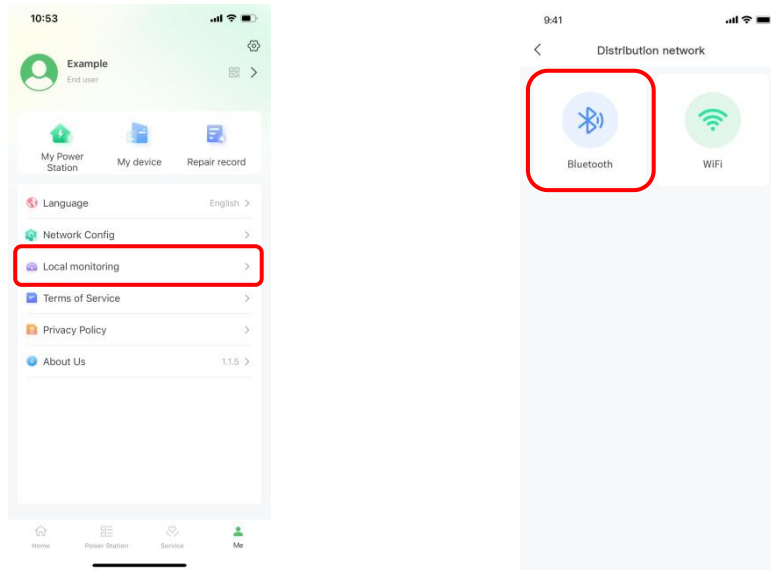 10:53
Example
End user
My Power
Station
My device
Repair record
Language
English
Network Config
Local monitoring
Terms of Service
Privacy Policy
About Us
1.1.5
Home
Power Station
Service
Me
9:41
Distribution network
Bluetooth
WiFi